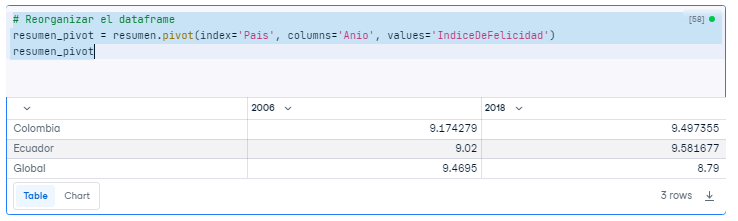 # Reorganizar el dataframe
[58]
resumen_pivot = resumen.pivot(index='Pais', columns='Anio', values='IndiceDeFelicidad')
resumen_pivot
2006 2018
Colombia 9.174279 9.497355
Ecuador 9.02 9.581677
Global 9.4695 8.79
Table Chart 3 rows